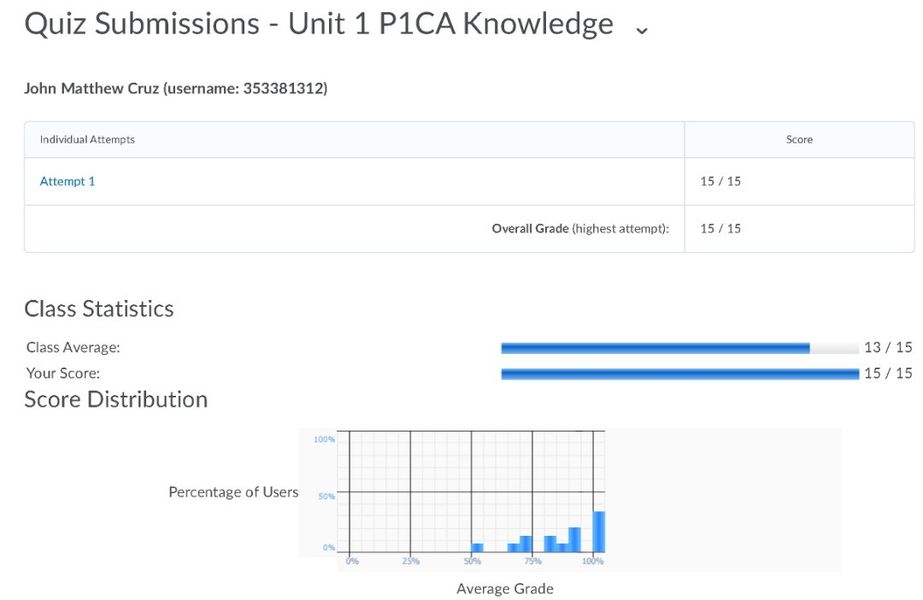 Quiz Submissions - Unit 1 P1CA Knowledge
John Matthew Cruz (username: 353381312)
Individual Attempts Score
Attempt 1 15 / 15
Overall Grade (highest attempt): 15 / 15
Class Statistics
Class Average: 13 / 15
Your Score: 15 / 15
Score Distribution
100%
Percentage of Users 50%
0%
0% 25% 50% 75% 100%
Average Grade